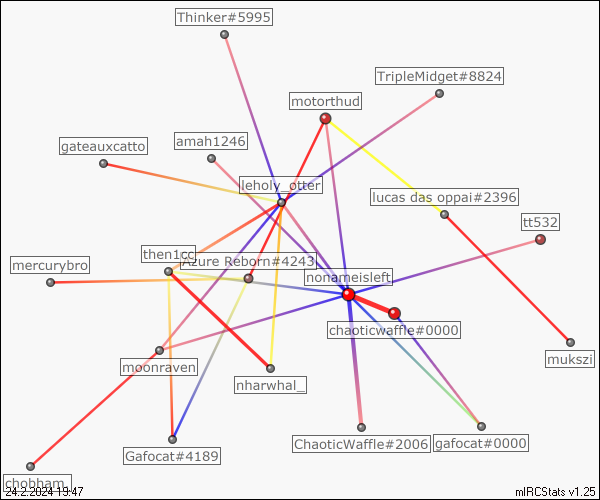 Thinker#5995
TripleMidget#8824
motorthud
amah1246
gateauxcatto
leholy_otter
lucas das oppai#2396
tt532
then1cc
Azure Reborn#4243
mercurybro
nonameisleft
chaoticwaffle#0000
mukszi
moonraven
nharwhal_
ChaoticWaffle#2006
gafocat#0000
Gafocat#4189
chobham_
24.2.2024 19:47
mIRCStats v1.25